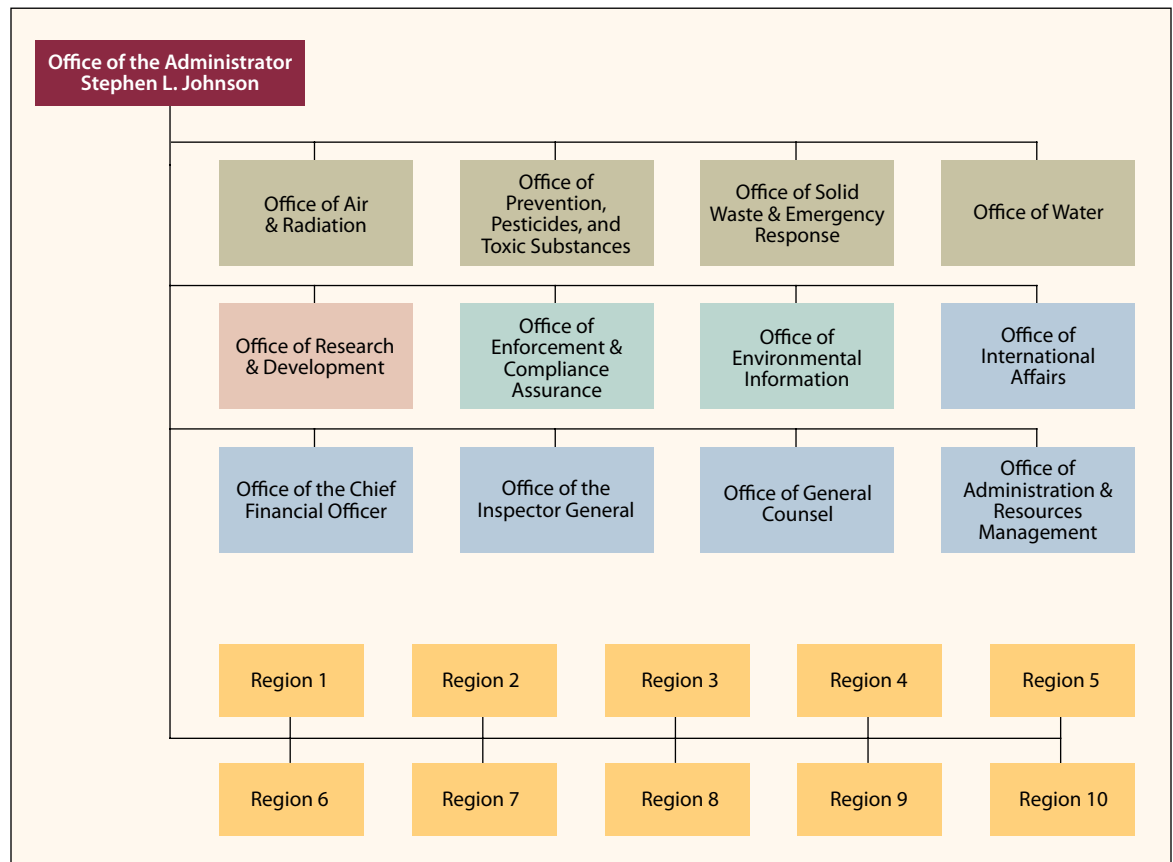 Office of the Administrator
Stephen L. Johnson
Office of Air
& Radiation
Office of
Prevention,
Pesticides, and
Toxic Substances
Office of Solid
Waste & Emergency
Response
Office of Water
Office of Research
& Development
Office of
Enforcement &
Compliance
Assurance
Office of
Environmental
Information
Office of
International
Affairs
Office of the Chief
Financial Officer
Office of the
Inspector General
Office of General
Counsel
Office of
Administration &
Resources
Management
Region 1
Region 2
Region 3
Region 4
Region 5
Region 6
Region 7
Region 8
Region 9
Region 10